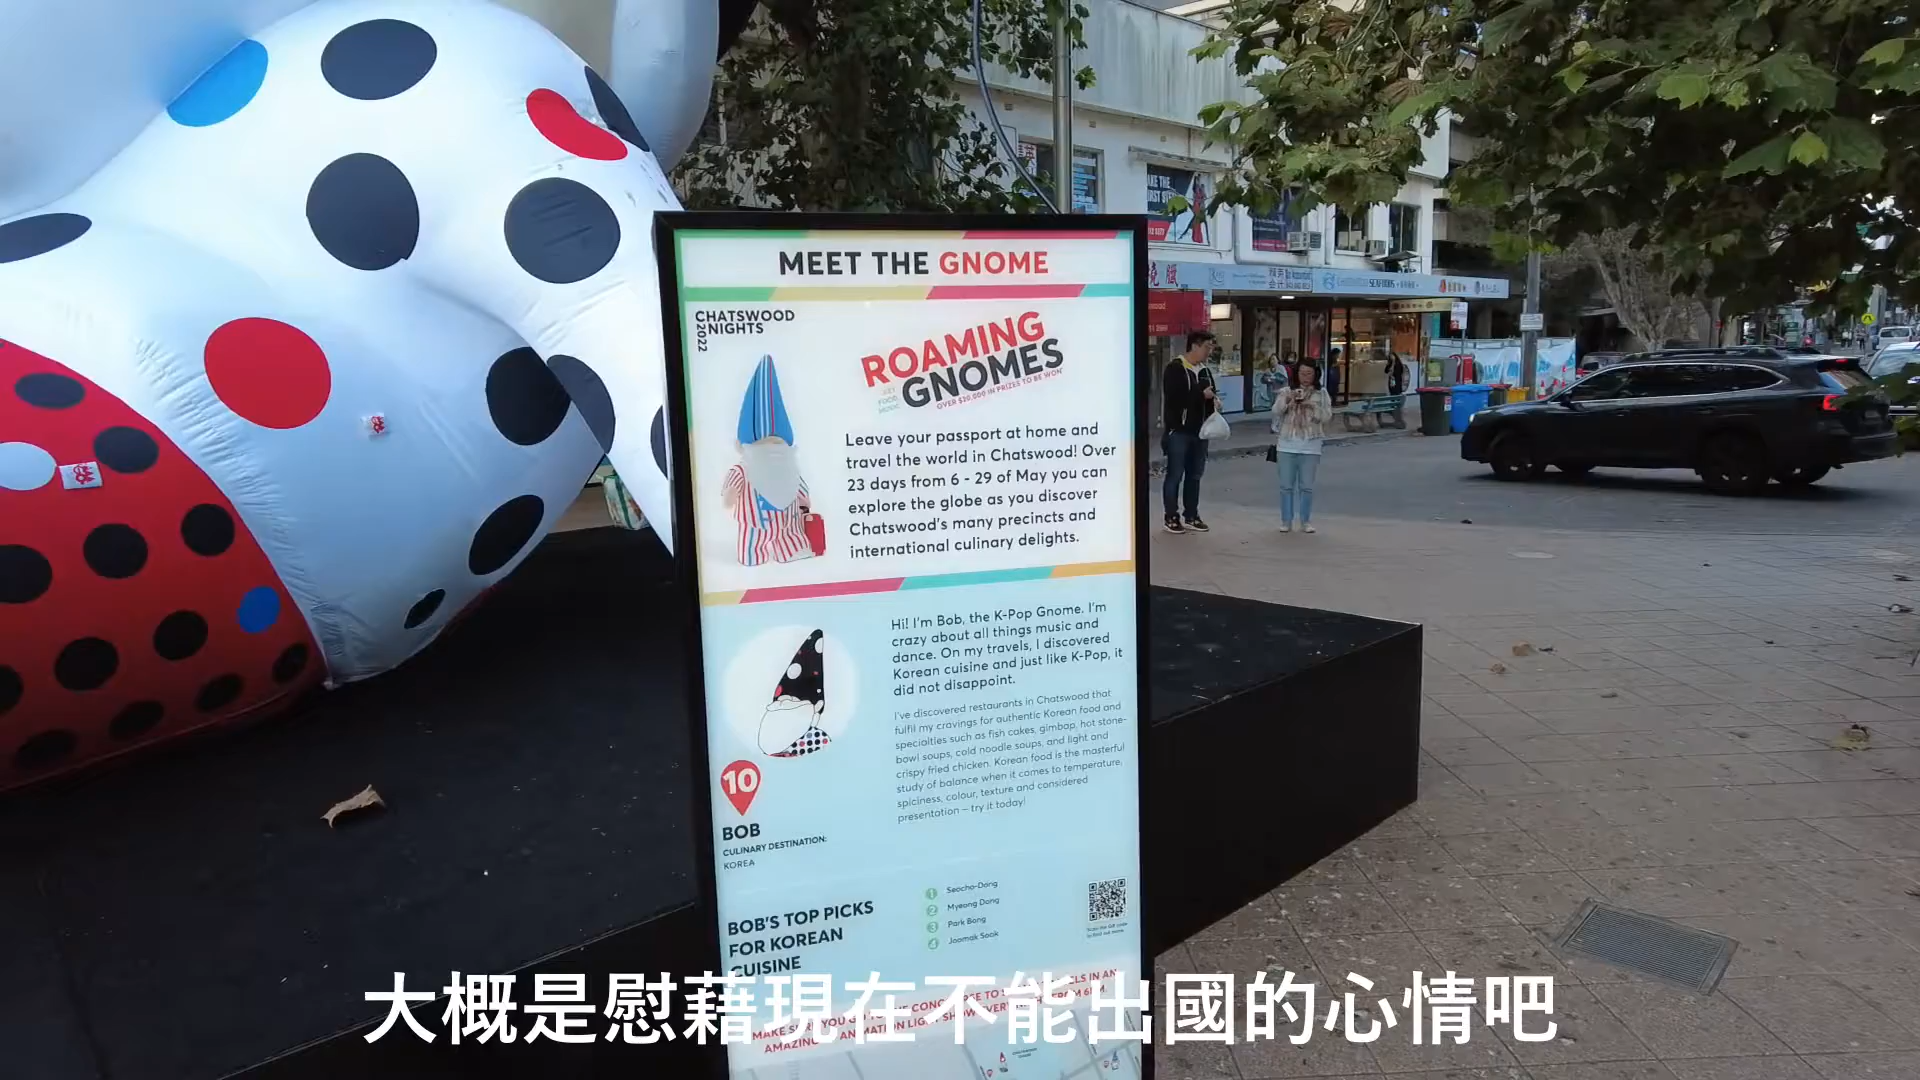 MEET THE GNOME
CHATSWOOD
NIGHTS
2022
ROAMING
GNOMES
OVER $20,000 IN PRIZES TO BE WON
Leave your passport at home and
travel the world in Chatswood! Over
23 days from 6 - 29 of May you can
explore the globe as you discover
Chatswood's many precincts and
international culinary delights.
Hi! I'm Bob, the K-Pop Gnome. I'm
crazy about all things music and
dance. On my travels, I discovered
Korean cuisine and just like K-Pop, it
did not disappoint.
I've discovered restaurants in Chatswood that
fulfil my cravings for authentic Korean food and
specialties such as fish cakes, gimbap, hot stone-
bowl soups, cold noodle soups, and light and
crispy fried chicken. Korean food is the masterful
study of balance when it comes to temperature,
spiciness, colour, texture and considered
presentation – try it today!
10
BOB
CULINARY DESTINATION:
KOREA
BOB'S TOP PICKS
FOR KOREAN
CUISINE
1 Seocho-Dong
2 Myeong Dong
3 Park Bong
4 Joomak Sook
大概是慰藉現在不能出國的心情吧